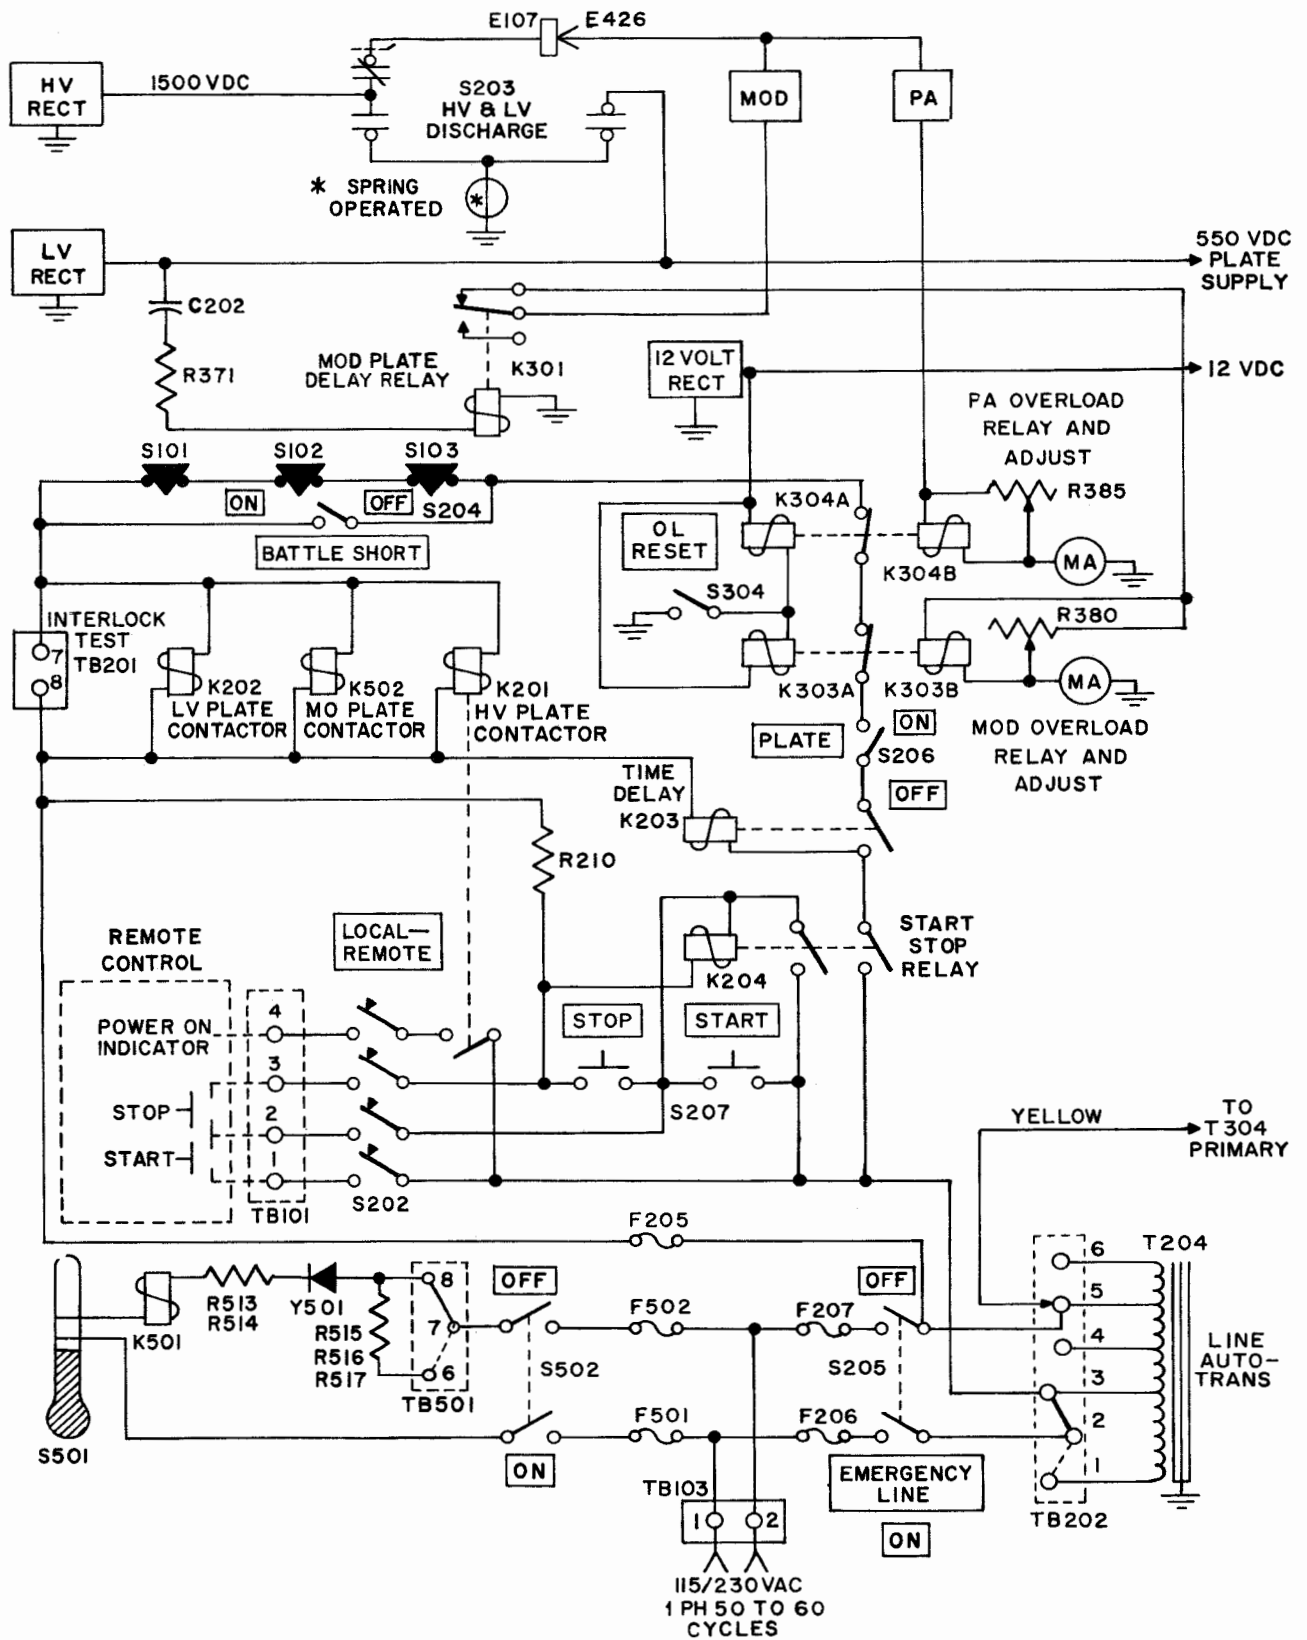 E107
E426
HV
RECT
1500 VDC
S203
HV & LV
DISCHARGE
MOD
PA
* SPRING
OPERATED
*
LV
RECT
550 VDC
PLATE
SUPPLY
C202
R371
MOD PLATE
DELAY RELAY
K301
12 VOLT
RECT
12 VDC
PA OVERLOAD
RELAY AND
ADJUST
S101
S102
S103
ON
OFF
S204
BATTLE SHORT
K304A
R385
OL
RESET
S304
K304B
MA
INTERLOCK
TEST
TB201
7
8
K202
LV PLATE
CONTACTOR
K502
MO PLATE
CONTACTOR
K201
HV PLATE
CONTACTOR
K303A
K303B
R380
MA
MOD OVERLOAD
RELAY AND
ADJUST
PLATE
ON
S206
OFF
TIME
DELAY
K203
R210
REMOTE
CONTROL
LOCAL—
REMOTE
K204
START
STOP
RELAY
POWER ON
INDICATOR
4
3
2
1
STOP
START
TB101
S202
STOP
START
S207
YELLOW
TO
T304
PRIMARY
F205
K501
R513
R514
Y501
R515
R516
R517
8
7
6
TB501
OFF
S502
ON
F502
F501
F207
F206
OFF
S205
EMERGENCY
LINE
ON
6
5
4
3
2
1
T204
LINE
AUTO-
TRANS
TB202
S501
TB103
1
2
115/230 VAC
1 PH 50 TO 60
CYCLES